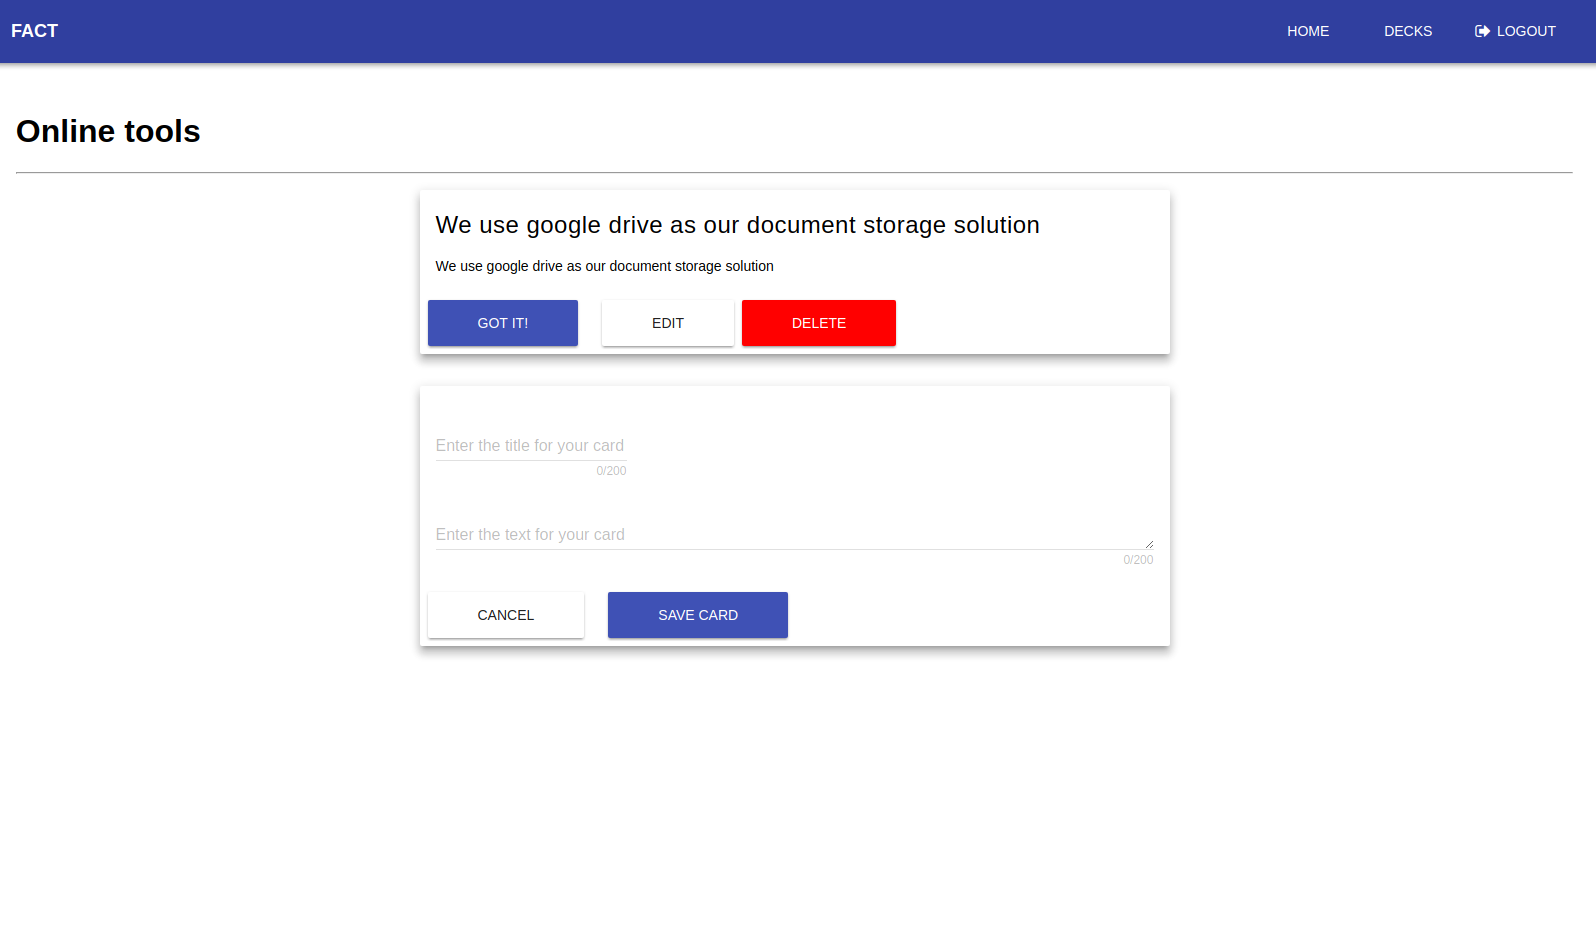 FACT
HOME DECKS LOGOUT
Online tools
We use google drive as our document storage solution
We use google drive as our document storage solution
GOT IT! EDIT DELETE
Enter the title for your card
0/200
Enter the text for your card
0/200
CANCEL SAVE CARD